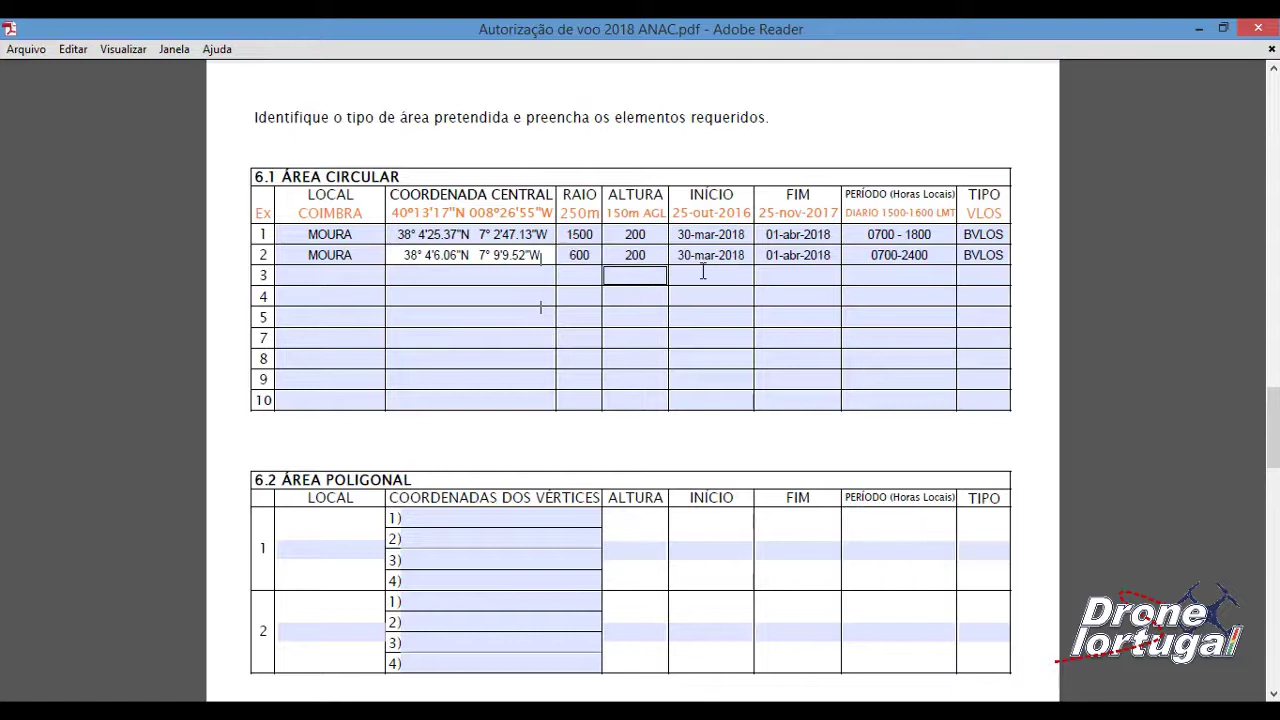 Autorização de voo 2018 ANAC.pdf - Adobe Reader
Arquivo Editar Visualizar Janela Ajuda
Identifique o tipo de área pretendida e preencha os elementos requeridos.
6.1 ÁREA CIRCULAR
LOCAL COORDENADA CENTRAL RAIO ALTURA INÍCIO FIM PERÍODO (Horas Locais) TIPO
Ex COIMBRA 40º13'17"N 008º26'55"W 250m 150m AGL 25-out-2016 25-nov-2017 DIARIO 1500-1600 LMT VLOS
1 MOURA 38° 4'25.37"N 7° 2'47.13"W 1500 200 30-mar-2018 01-abr-2018 0700 - 1800 BVLOS
2 MOURA 38° 4'6.06"N 7° 9'9.52"W 600 200 30-mar-2018 01-abr-2018 0700-2400 BVLOS
3
4
5
7
8
9
10
6.2 ÁREA POLIGONAL
LOCAL COORDENADAS DOS VÉRTICES ALTURA INÍCIO FIM PERÍODO (Horas Locais) TIPO
1
1)
2)
3)
4)
2
1)
2)
3)
4)
Drone
Portugal